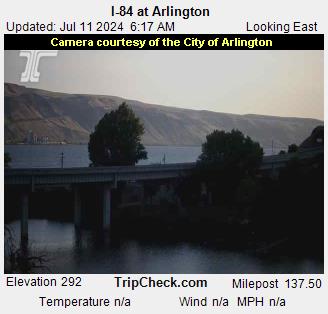 I-84 at Arlington
Updated: Jul 11 2024 6:17 AM Looking East
Camera courtesy of the City of Arlington
Elevation 292 TripCheck.com Milepost 137.50
Temperature n/a Wind n/a MPH n/a